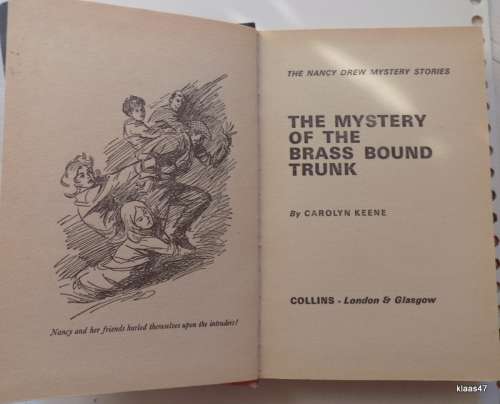 Nancy and her friends hurled themselves upon the intruders!
THE NANCY DREW MYSTERY STORIES
THE MYSTERY
OF THE
BRASS BOUND
TRUNK
By CAROLYN KEENE
COLLINS - London & Glasgow
klaas47